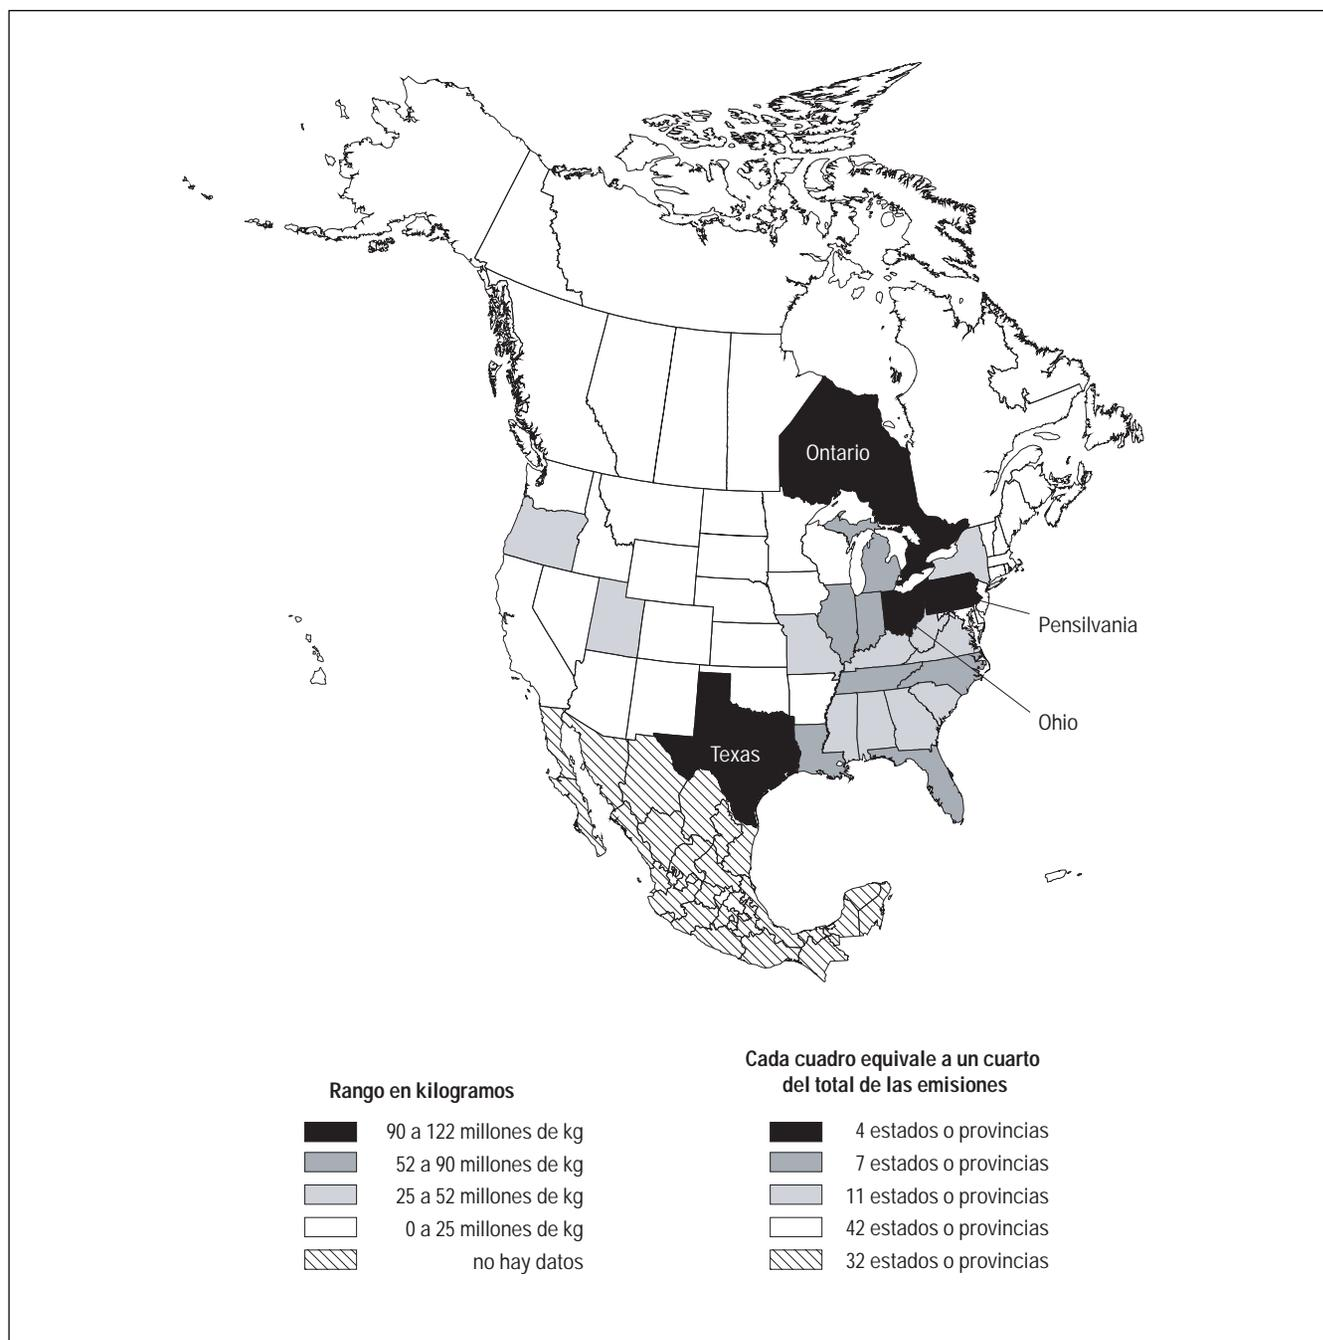 Ontario
Pensilvania
Ohio
Texas
Rango en kilogramos
90 a 122 millones de kg
52 a 90 millones de kg
25 a 52 millones de kg
0 a 25 millones de kg
no hay datos
Cada cuadro equivale a un cuarto
del total de las emisiones
4 estados o provincias
7 estados o provincias
11 estados o provincias
42 estados o provincias
32 estados o provincias